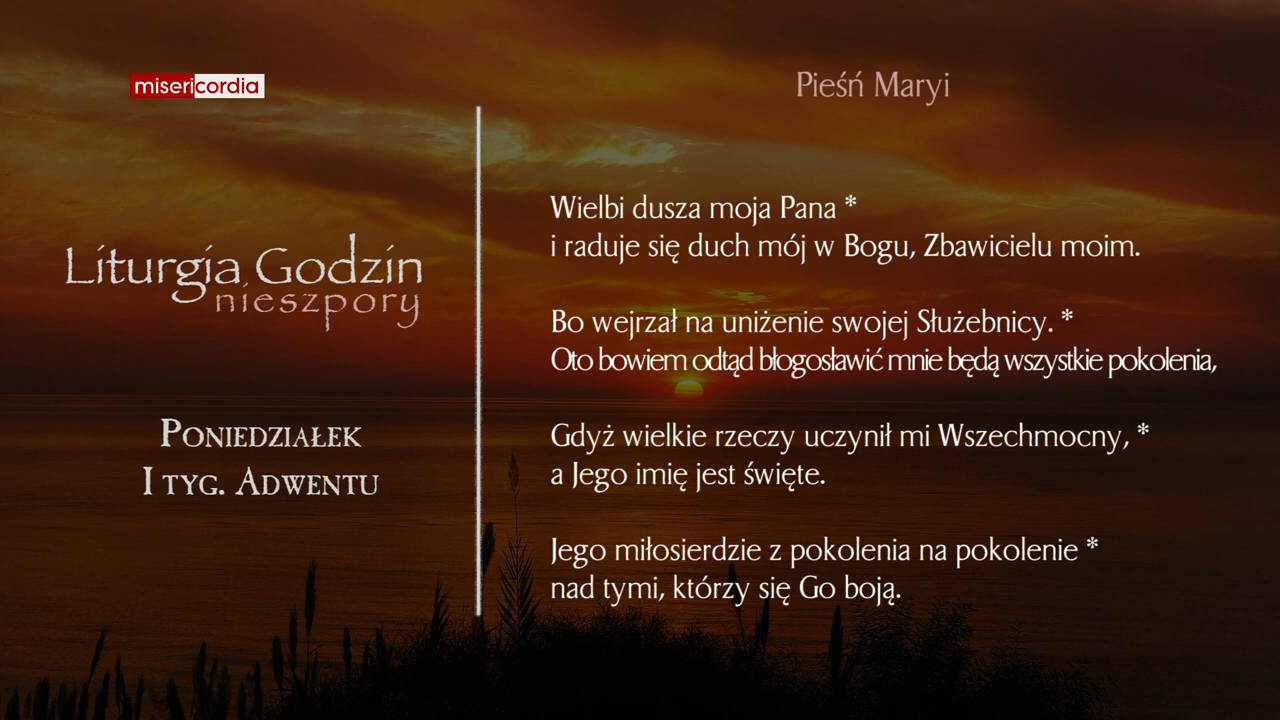 misericordia
Liturgia Godzin
nieszpory
Poniedziałek
I tyg. Adwentu
Pieśń Maryi
Wielbi dusza moja Pana *
i raduje się duch mój w Bogu, Zbawicielu moim.
Bo wejrzał na uniżenie swojej Służebnicy. *
Oto bowiem odtąd błogosławić mnie będą wszystkie pokolenia,
Gdyż wielkie rzeczy uczynił mi Wszechmocny, *
a Jego imię jest święte.
Jego miłosierdzie z pokolenia na pokolenie *
nad tymi, którzy się Go boją.